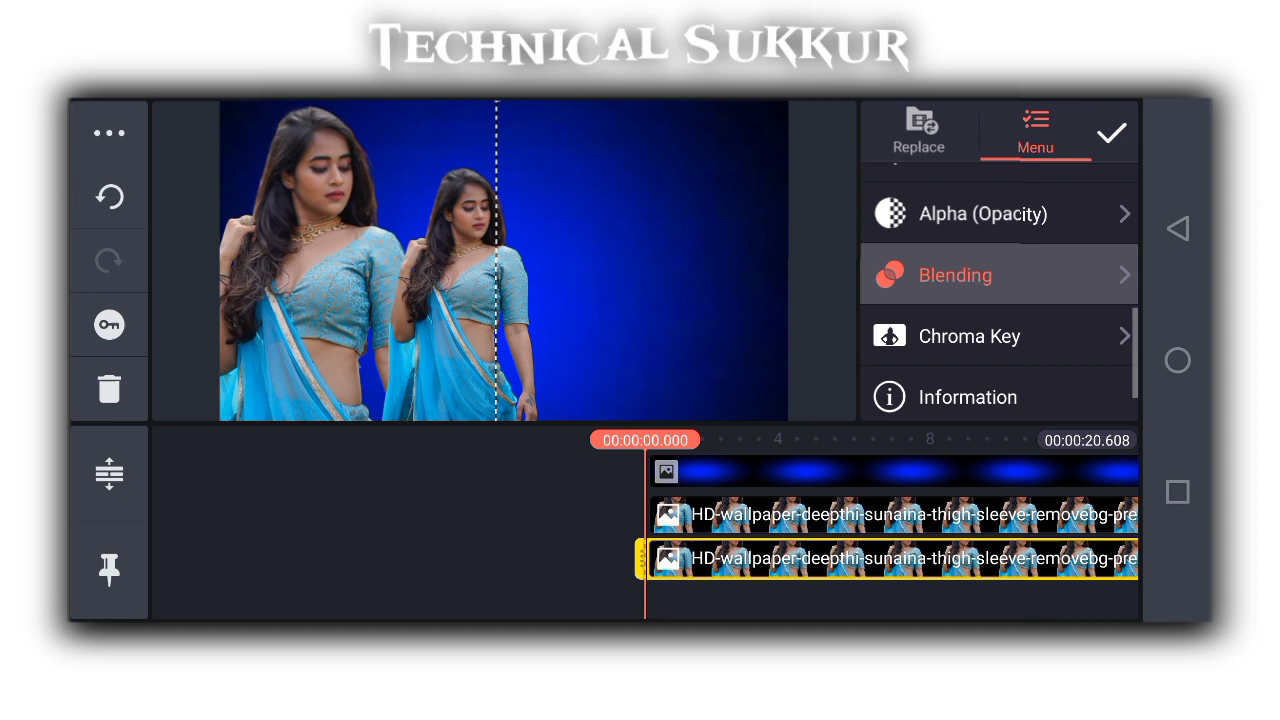 Technical Sukkur
Replace
Menu
Alpha (Opacity)
Blending
Chroma Key
Information
00:00:00.000
4
8
00:00:20.608
HD-wallpaper-deepthi-sunaina-thigh-sleeve-removebg-pre
HD-wallpaper-deepthi-sunaina-thigh-sleeve-removebg-pre